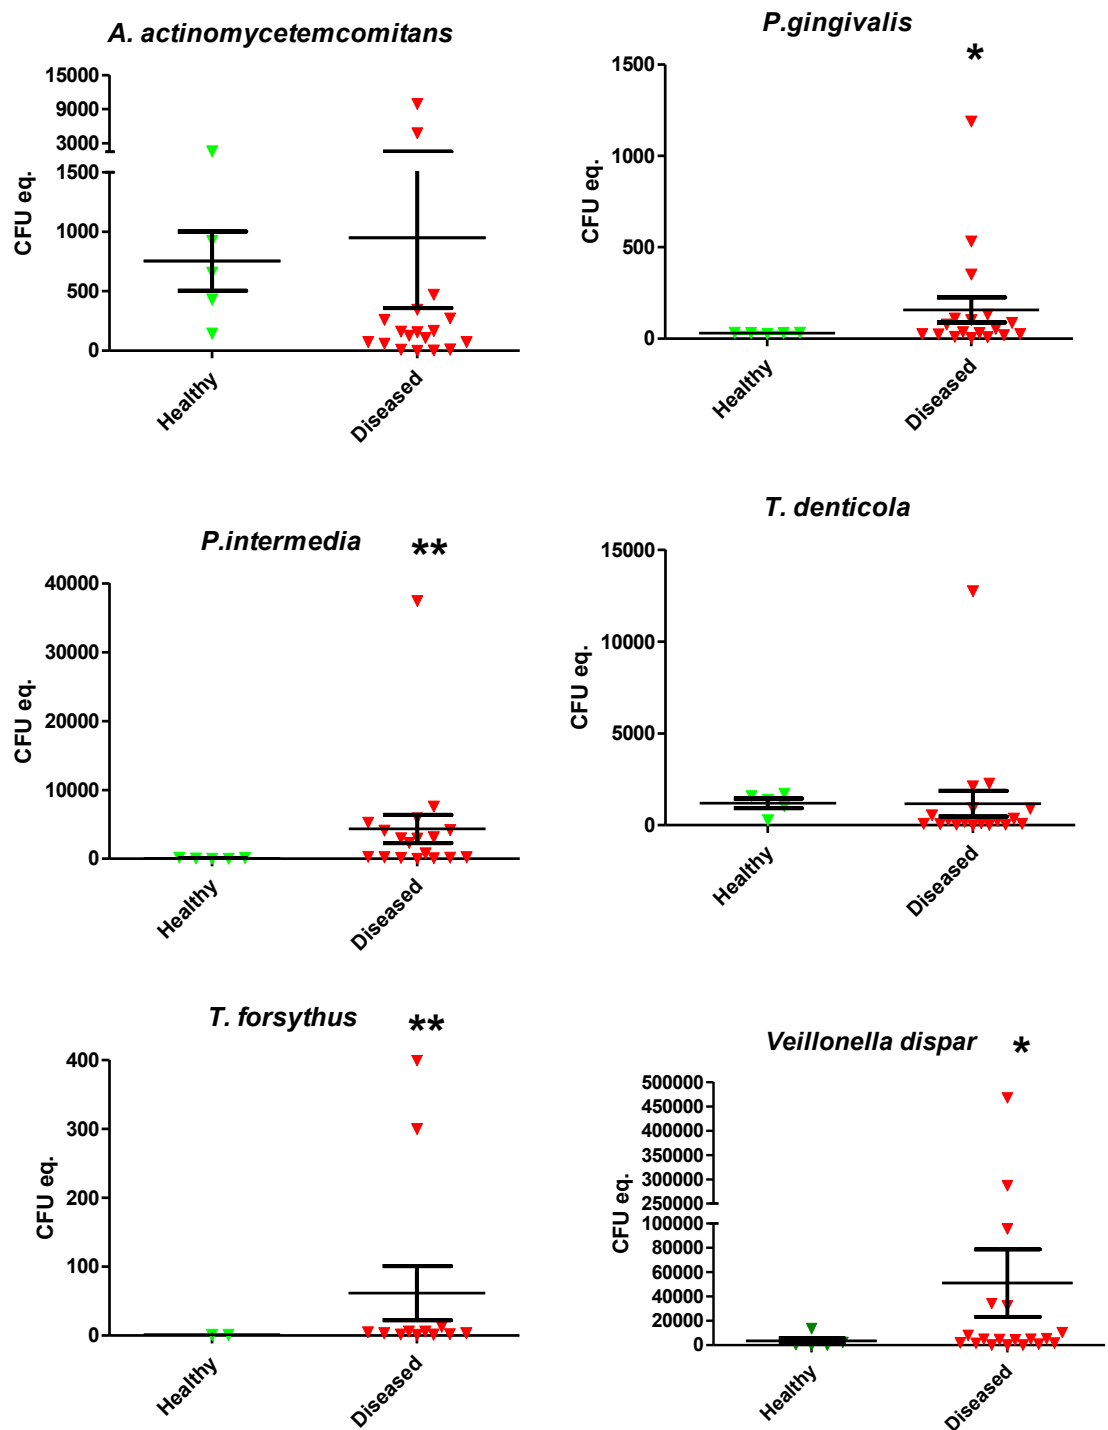 A. actinomycetemcomitans
15000
9000
3000
1500
1000
500
0
CFU eq.
Healthy
Diseased
P.gingivalis
*
1500
1000
500
0
CFU eq.
Healthy
Diseased
P.intermedia **
40000
30000
20000
10000
0
CFU eq.
Healthy
Diseased
T. denticola
15000
10000
5000
0
CFU eq.
Healthy
Diseased
T. forsythus **
400
300
200
100
0
CFU eq.
Healthy
Diseased
Veillonella dispar *
500000
450000
400000
350000
300000
250000
100000
80000
60000
40000
20000
0
CFU eq.
Healthy
Diseased